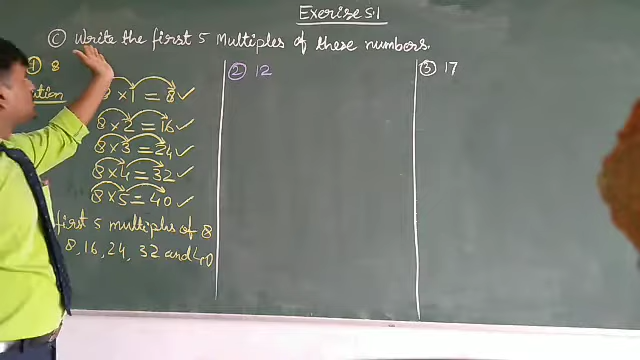 Exerise 5.1
(C) Write the first 5 Multiples of these numbers.
(1) 8
ution
8 × 1 = 8 ✓
8 × 2 = 16 ✓
8 × 3 = 24 ✓
8 × 4 = 32 ✓
8 × 5 = 40 ✓
first 5 multiples of 8
8, 16, 24, 32 and 40
(2) 12
(3) 17